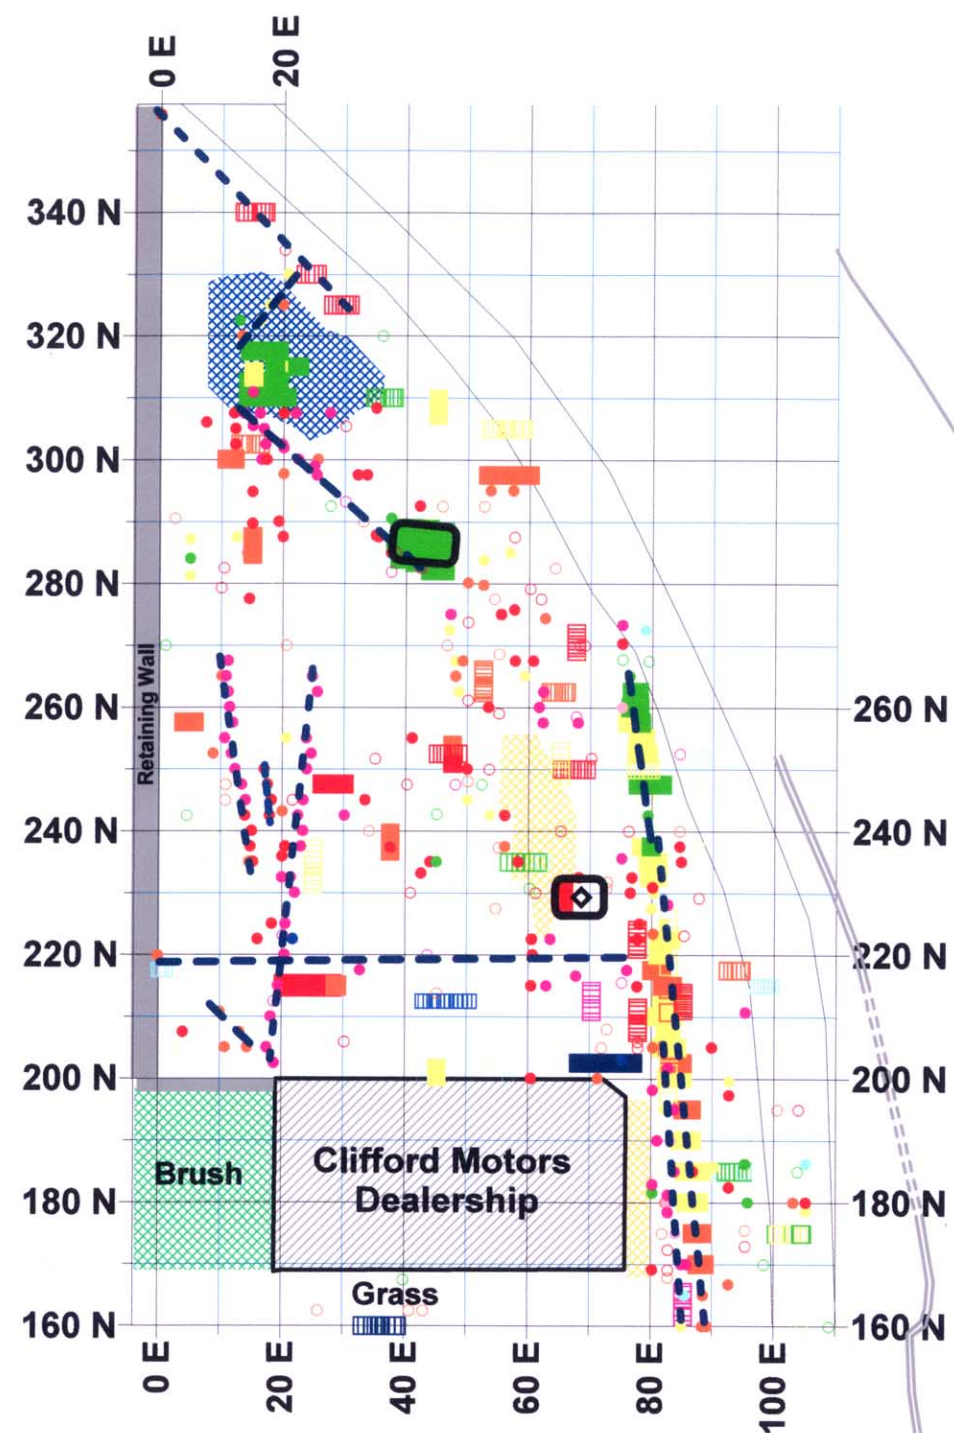 0 E
20 E
340 N
320 N
300 N
280 N
Retaining Wall
260 N
260 N
240 N
240 N
220 N
220 N
200 N
200 N
Clifford Motors
Dealership
Brush
180 N
180 N
Grass
160 N
160 N
0 E
20 E
40 E
60 E
80 E
100 E